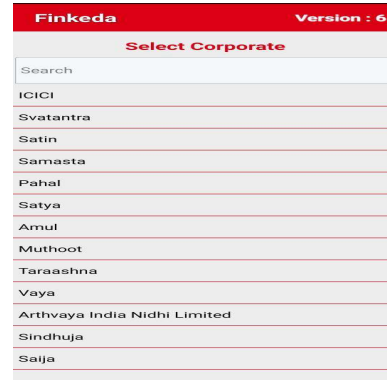 Finkeda Version : 6
Select Corporate
Search
ICICI
Svatantra
Satin
Samasta
Pahal
Satya
Amul
Muthoot
Taraashna
Vaya
Arthvaya India Nidhi Limited
Sindhuja
Saija